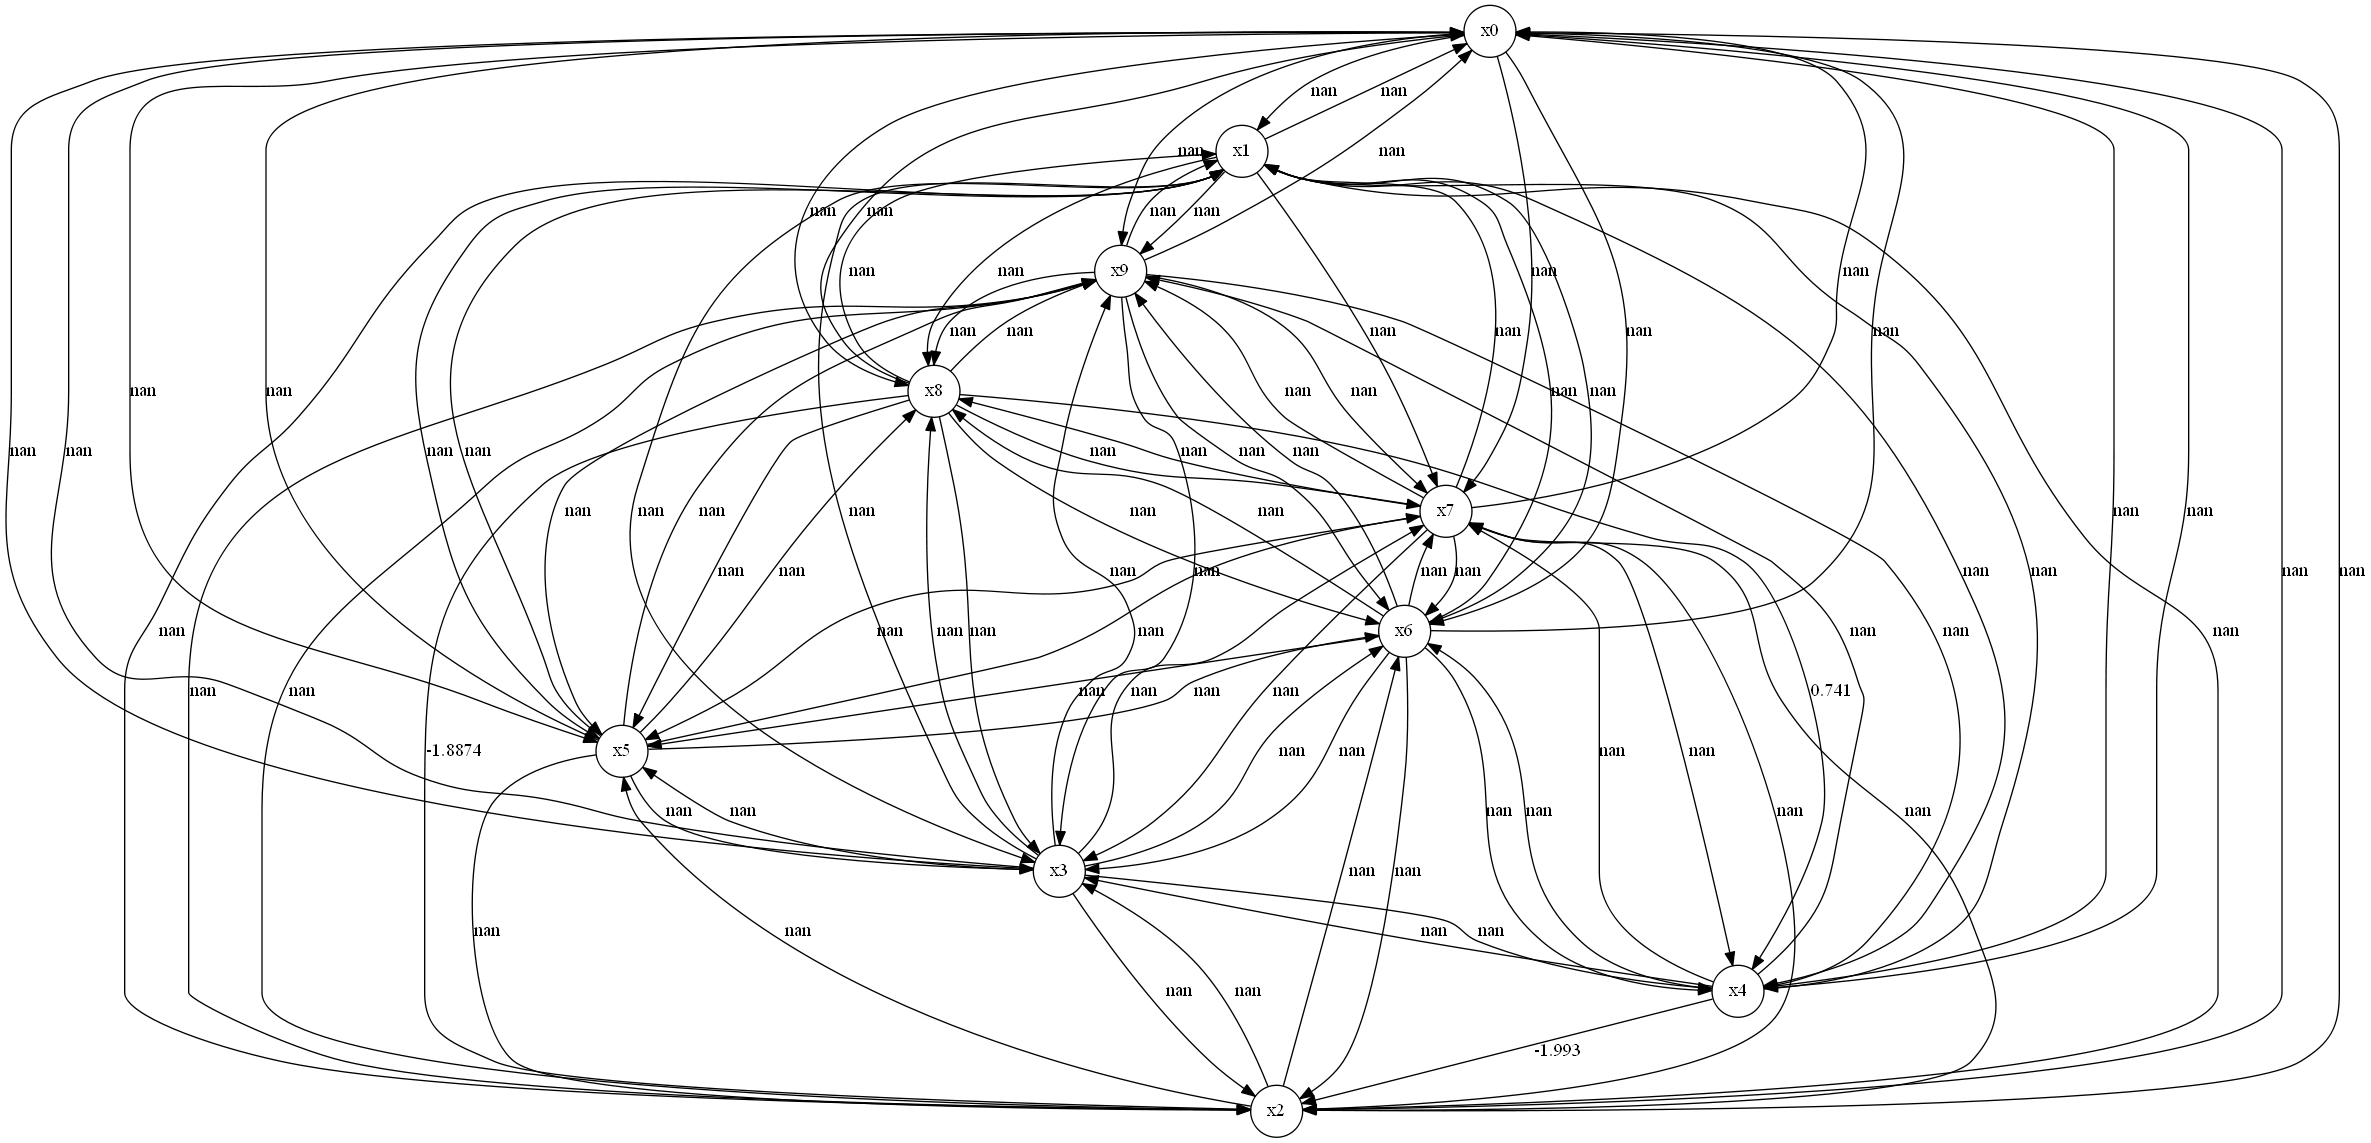 x0
nan nan
x1
nan nan
nan nan nan nan
x9
nan nan nan nan
nan nan nan nan nan nan
x8
nan nan nan nan nan nan
nan nan nan nan nan nan nan
x7
nan nan nan nan
nan nan nan nan nan nan nan nan nan nan
x6
nan nan nan nan nan
nan nan nan nan nan nan 0.741
x5
-1.8874 nan nan nan nan
nan nan nan nan nan nan
x3
nan nan
nan nan nan nan
x4
nan nan
-1.993
x2